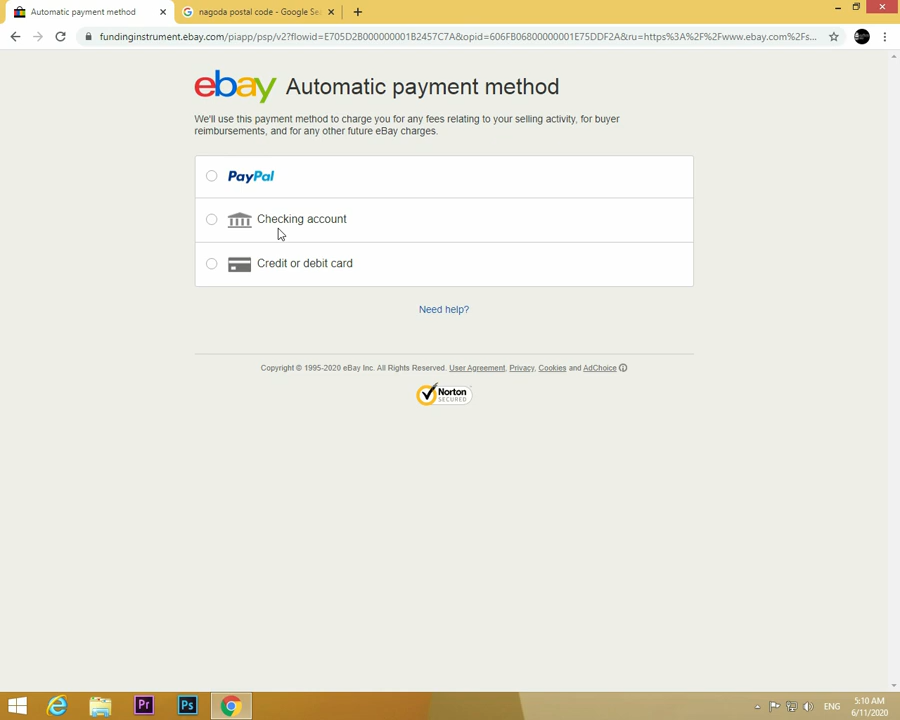 Automatic payment method
nagoda postal code - Google Se
fundinginstrument.ebay.com/piapp/psp/v2?flowid=E705D2B000000001B2457C7A&opid=606FB06800000001E75DDF2A&ru=https%3A%2F%2Fwww.ebay.com%2Fs...
ebay Automatic payment method
We'll use this payment method to charge you for any fees relating to your selling activity, for buyer
reimbursements, and for any other future eBay charges.
PayPal
Checking account
Credit or debit card
Need help?
Copyright © 1995-2020 eBay Inc. All Rights Reserved. User Agreement, Privacy, Cookies and AdChoice
Norton
SECURED
Pr
Ps
ENG
5:10 AM
6/11/2020